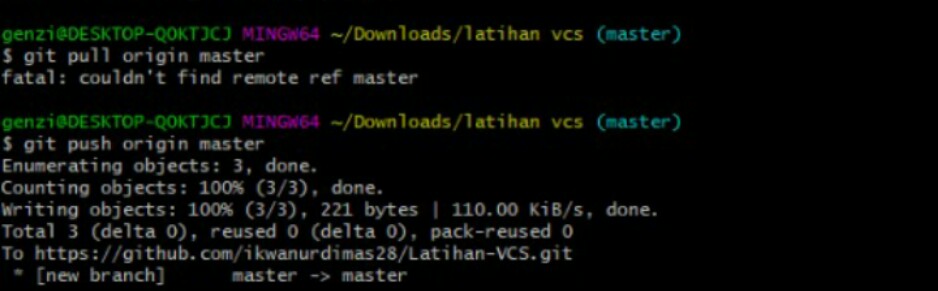 genzi@DESKTOP-QOKTJCJ MINGW64 ~/Downloads/latihan vcs (master)
$ git pull origin master
fatal: couldn't find remote ref master
genzi@DESKTOP-QOKTJCJ MINGW64 ~/Downloads/latihan vcs (master)
$ git push origin master
Enumerating objects: 3, done.
Counting objects: 100% (3/3), done.
Writing objects: 100% (3/3), 221 bytes | 110.00 KiB/s, done.
Total 3 (delta 0), reused 0 (delta 0), pack-reused 0
To https://github.com/ikwanurdimas28/Latihan-VCS.git
 * [new branch]      master -> master